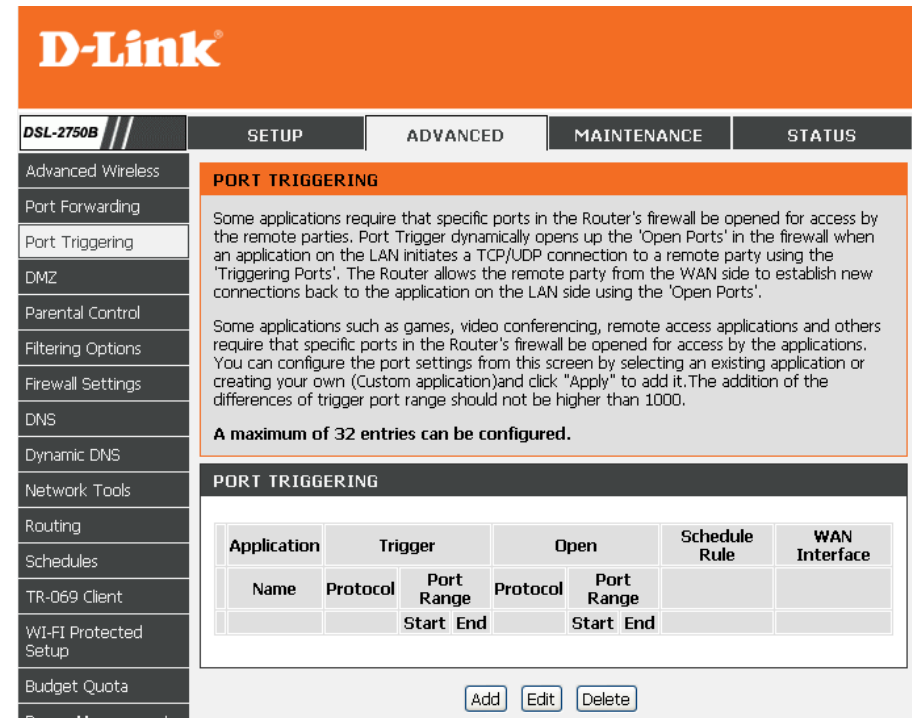 D-Link
DSL-2750B
SETUP
ADVANCED
MAINTENANCE
STATUS
Advanced Wireless
Port Forwarding
Port Triggering
DMZ
Parental Control
Filtering Options
Firewall Settings
DNS
Dynamic DNS
Network Tools
Routing
Schedules
TR-069 Client
WI-FI Protected
Setup
Budget Quota
PORT TRIGGERING
Some applications require that specific ports in the Router's firewall be opened for access by
the remote parties. Port Trigger dynamically opens up the 'Open Ports' in the firewall when
an application on the LAN initiates a TCP/UDP connection to a remote party using the
'Triggering Ports'. The Router allows the remote party from the WAN side to establish new
connections back to the application on the LAN side using the 'Open Ports'.
Some applications such as games, video conferencing, remote access applications and others
require that specific ports in the Router's firewall be opened for access by the applications.
You can configure the port settings from this screen by selecting an existing application or
creating your own (Custom application)and click "Apply" to add it.The addition of the
differences of trigger port range should not be higher than 1000.
A maximum of 32 entries can be configured.
PORT TRIGGERING
Application Trigger Open Schedule Rule WAN Interface
Name Protocol Port Range Protocol Port Range
Start End Start End
Add Edit Delete